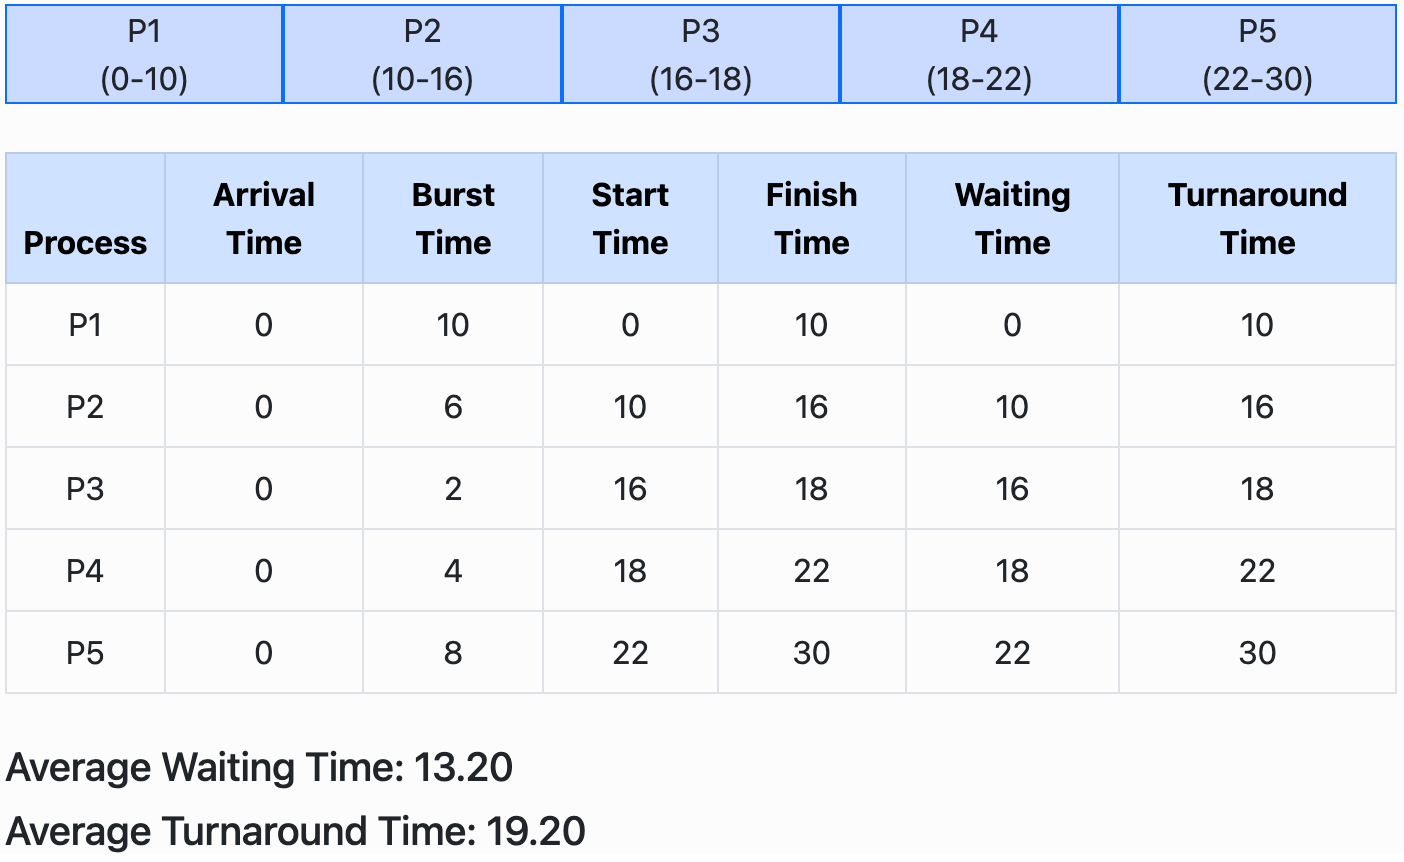 P1 P2 P3 P4 P5
(0-10) (10-16) (16-18) (18-22) (22-30)
Process Arrival Time Burst Time Start Time Finish Time Waiting Time Turnaround Time
P1 0 10 0 10 0 10
P2 0 6 10 16 10 16
P3 0 2 16 18 16 18
P4 0 4 18 22 18 22
P5 0 8 22 30 22 30
Average Waiting Time: 13.20
Average Turnaround Time: 19.20